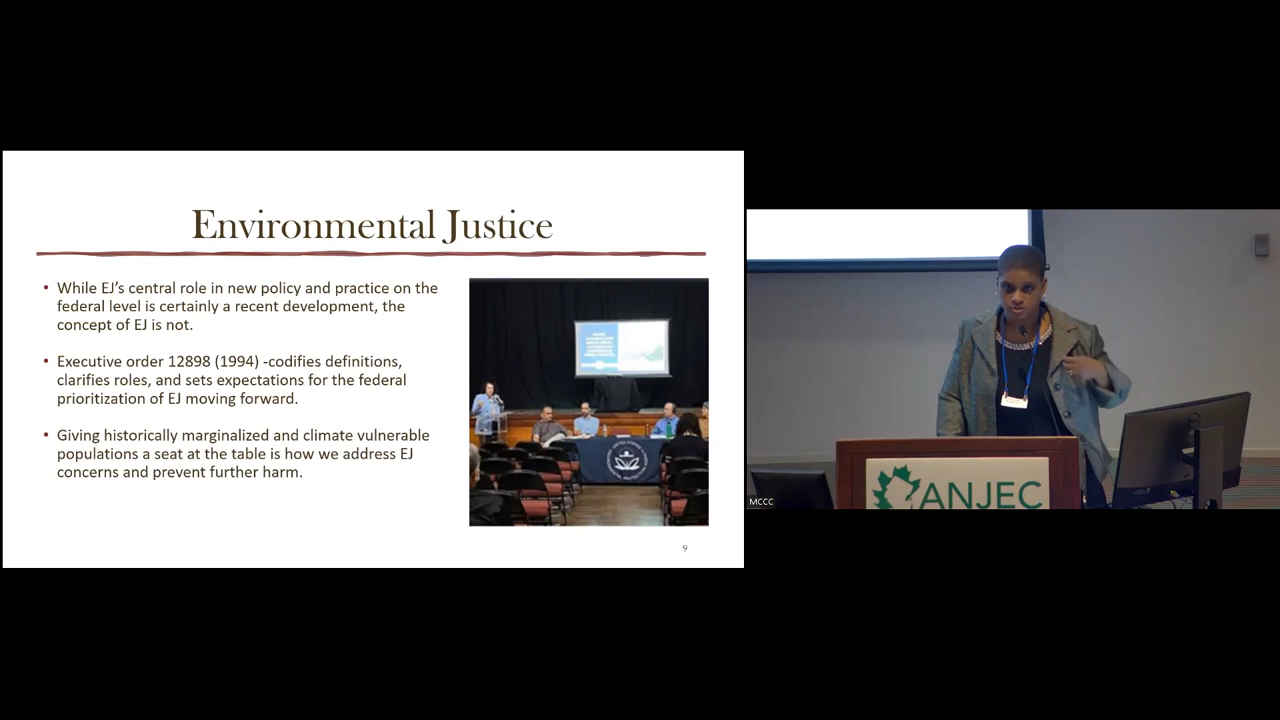 Environmental Justice
• While EJ’s central role in new policy and practice on the
federal level is certainly a recent development, the
concept of EJ is not.
• Executive order 12898 (1994) -codifies definitions,
clarifies roles, and sets expectations for the federal
prioritization of EJ moving forward.
• Giving historically marginalized and climate vulnerable
populations a seat at the table is how we address EJ
concerns and prevent further harm.
9
MCCC
ANJEC